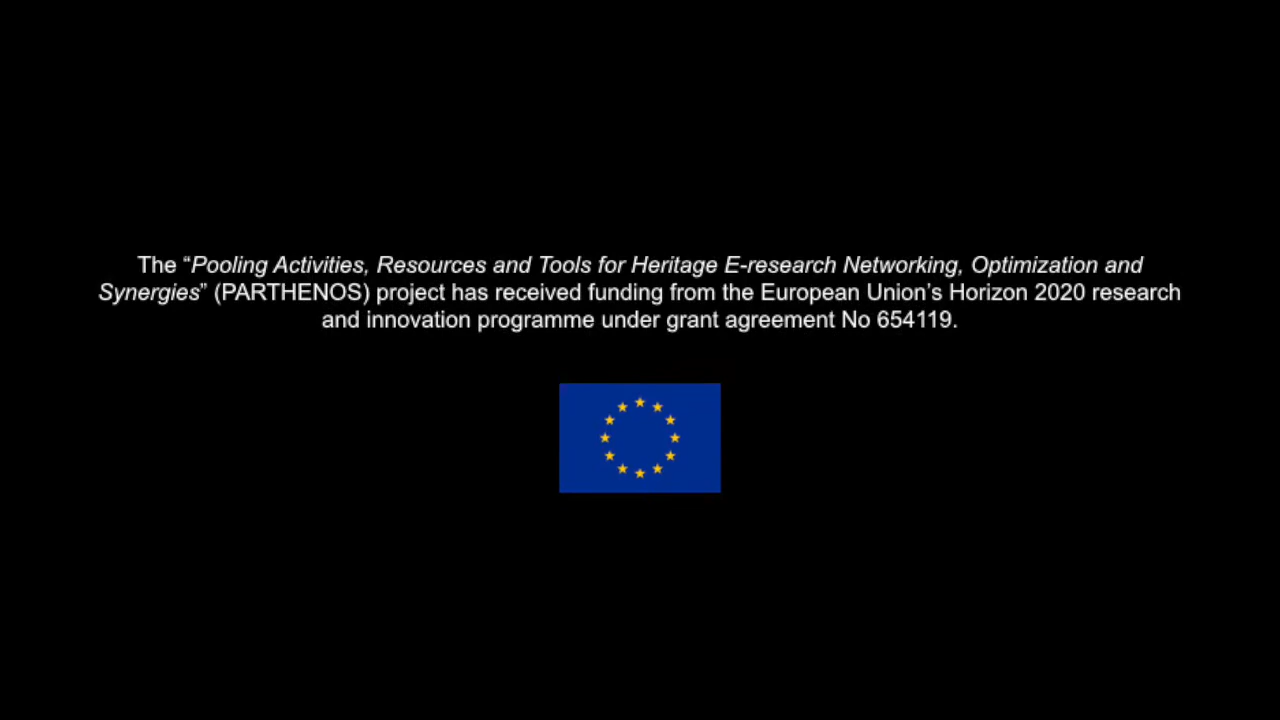 The “Pooling Activities, Resources and Tools for Heritage E-research Networking, Optimization and
Synergies” (PARTHENOS) project has received funding from the European Union’s Horizon 2020 research
and innovation programme under grant agreement No 654119.